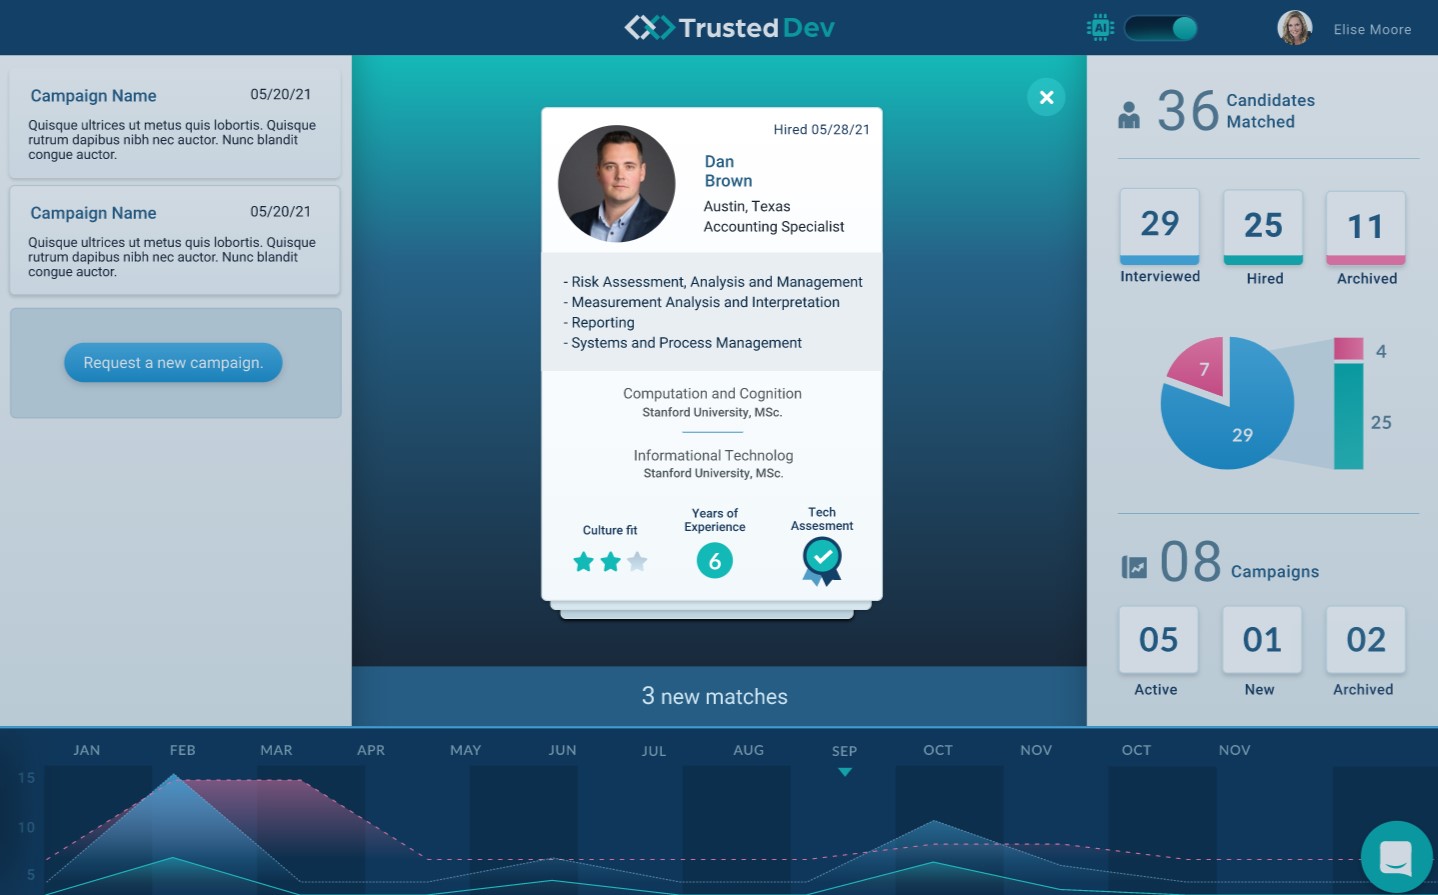 Trusted Dev
AI
Elise Moore
Campaign Name
05/20/21
Quisque ultrices ut metus quis lobortis. Quisque
rutrum dapibus nibh nec auctor. Nunc blandit
congue auctor.
Campaign Name
05/20/21
Quisque ultrices ut metus quis lobortis. Quisque
rutrum dapibus nibh nec auctor. Nunc blandit
congue auctor.
Request a new campaign.
Hired 05/28/21
Dan
Brown
Austin, Texas
Accounting Specialist
- Risk Assessment, Analysis and Management
- Measurement Analysis and Interpretation
- Reporting
- Systems and Process Management
Computation and Cognition
Stanford University, MSc.
Informational Technolog
Stanford University, MSc.
Culture fit
Years of
Experience
6
Tech
Assesment
3 new matches
36
Candidates
Matched
29
Interviewed
25
Hired
11
Archived
7
29
4
25
08
Campaigns
05
Active
01
New
02
Archived
JAN FEB MAR APR MAY JUN JUL AUG SEP OCT NOV OCT NOV
15
10
5